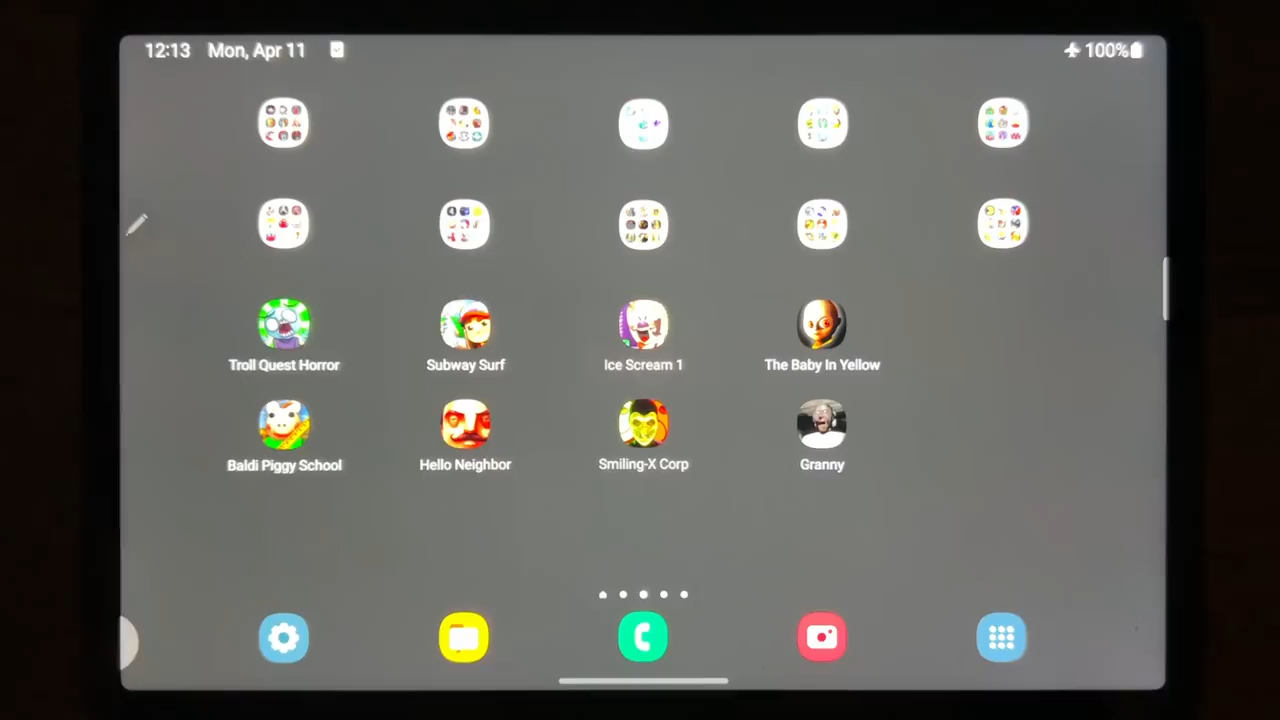 12:13 Mon, Apr 11 100%
Troll Quest Horror Subway Surf Ice Scream 1 The Baby In Yellow
Baldi Piggy School Hello Neighbor Smiling-X Corp Granny